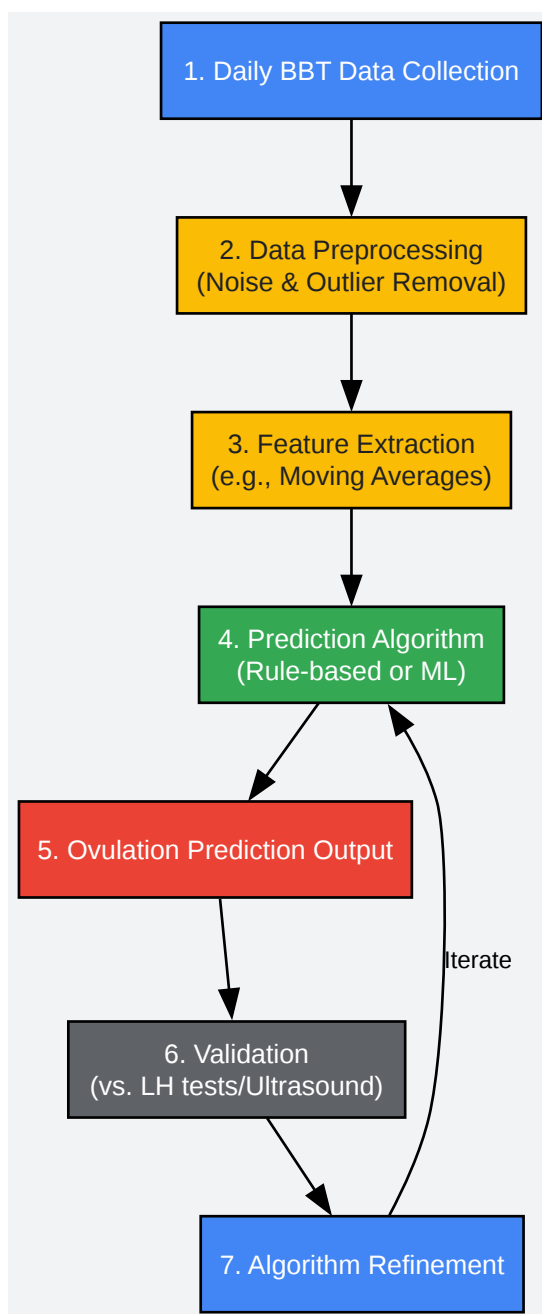 1. Daily BBT Data Collection
2. Data Preprocessing
(Noise & Outlier Removal)
3. Feature Extraction
(e.g., Moving Averages)
4. Prediction Algorithm
(Rule-based or ML)
5. Ovulation Prediction Output
Iterate
6. Validation
(vs. LH tests/Ultrasound)
7. Algorithm Refinement